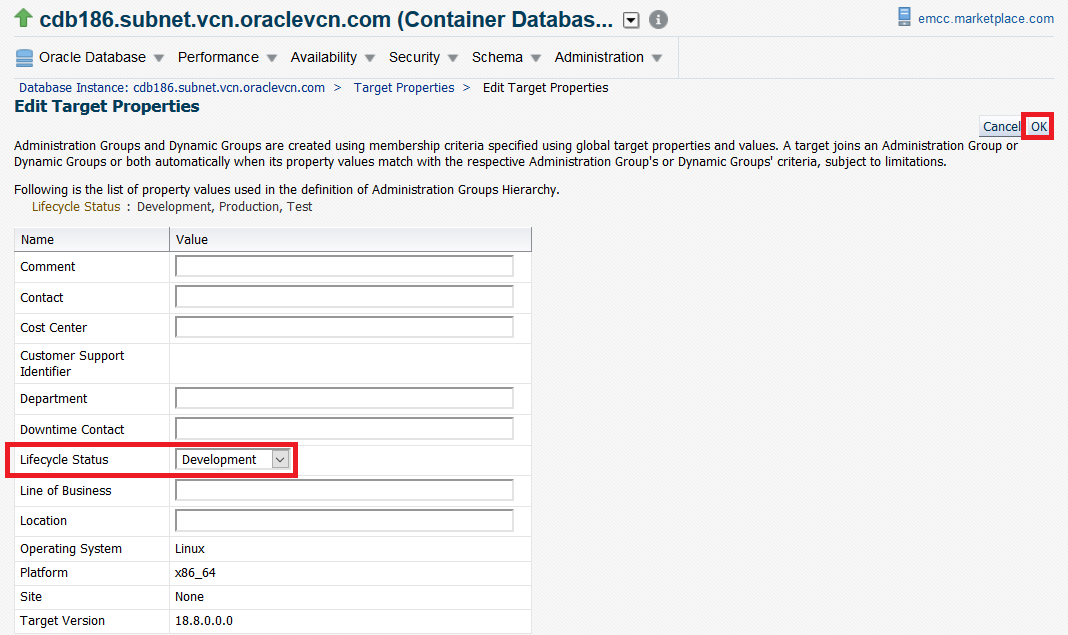 cdb186.subnet.vcn.oraclevcn.com (Container Databas...
emcc.marketplace.com
Oracle Database Performance Availability Security Schema Administration
Database Instance: cdb186.subnet.vcn.oraclevcn.com > Target Properties > Edit Target Properties
Edit Target Properties
Cancel OK
Administration Groups and Dynamic Groups are created using membership criteria specified using global target properties and values. A target joins an Administration Group or
Dynamic Groups or both automatically when its property values match with the respective Administration Group's or Dynamic Groups' criteria, subject to limitations.
Following is the list of property values used in the definition of Administration Groups Hierarchy.
Lifecycle Status : Development, Production, Test
Name Value
Comment
Contact
Cost Center
Customer Support
Identifier
Department
Downtime Contact
Lifecycle Status Development
Line of Business
Location
Operating System Linux
Platform x86_64
Site None
Target Version 18.8.0.0.0